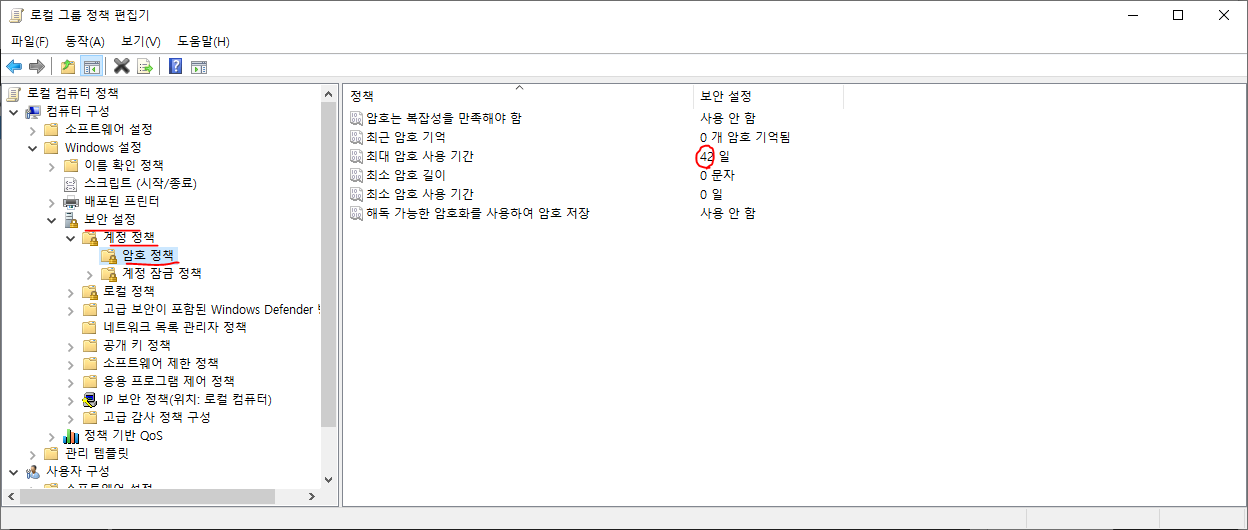 로컬 그룹 정책 편집기
파일(F) 동작(A) 보기(V) 도움말(H)
로컬 컴퓨터 정책
컴퓨터 구성
소프트웨어 설정
Windows 설정
이름 확인 정책
스크립트 (시작/종료)
배포된 프린터
보안 설정
계정 정책
암호 정책
계정 잠금 정책
로컬 정책
고급 보안이 포함된 Windows Defender
네트워크 목록 관리자 정책
공개 키 정책
소프트웨어 제한 정책
응용 프로그램 제어 정책
IP 보안 정책(위치: 로컬 컴퓨터)
고급 감사 정책 구성
정책 기반 QoS
관리 템플릿
사용자 구성
소프트웨어 설정
정책 보안 설정
암호는 복잡성을 만족해야 함 사용 안 함
최근 암호 기억 0 개 암호 기억됨
최대 암호 사용 기간 42 일
최소 암호 길이 0 문자
최소 암호 사용 기간 0 일
해독 가능한 암호화를 사용하여 암호 저장 사용 안 함